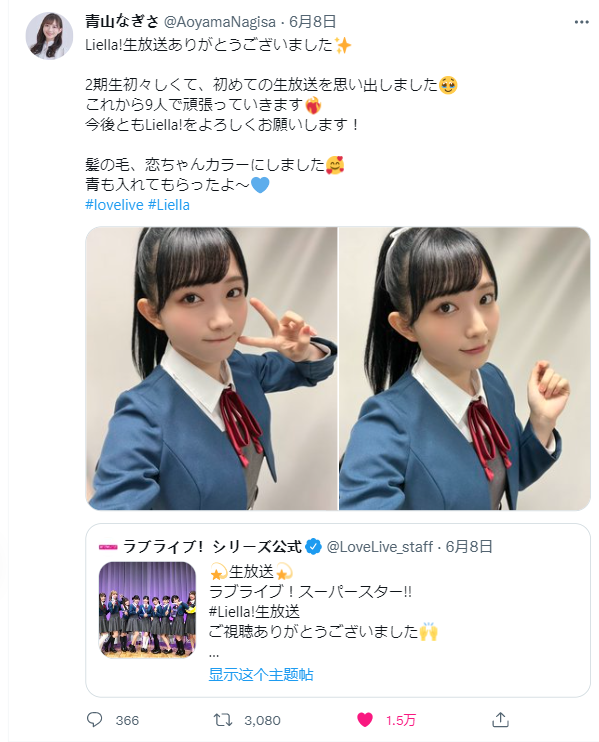 青山なぎさ @AoyamaNagisa · 6月8日
Liella!生放送ありがとうございました✨
2期生初々しくて、初めての生放送を思い出しました🥹
これから9人で頑張っていきます❤️‍🔥
今後ともLiella!をよろしくお願いします！
髪の毛、恋ちゃんカラーにしました🥰
青も入れてもらったよ〜💙
#lovelive #Liella
ラブライブ！シリーズ公式 @LoveLive_staff · 6月8日
💫生放送💫
ラブライブ！スーパースター!!
#Liella!生放送
ご視聴ありがとうございました🙌
...
显示这个主题帖
366 3,080 1.5万